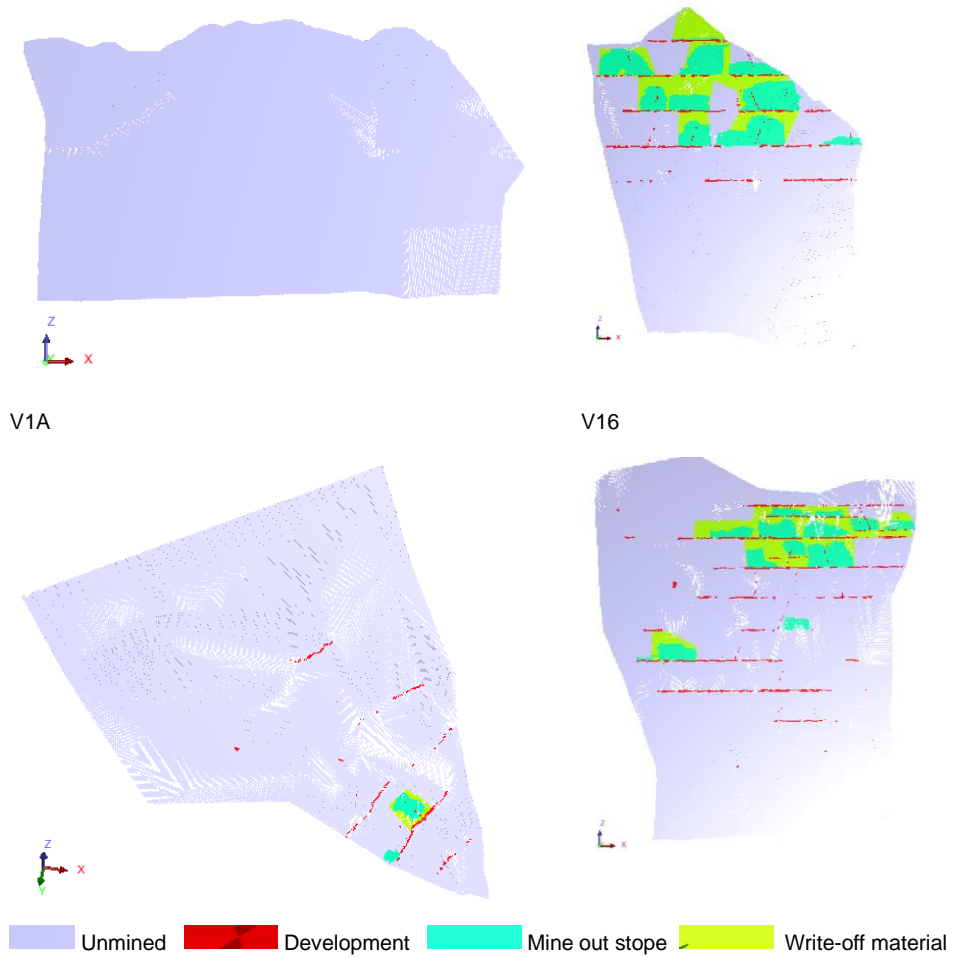 Z
X
Z
X
V1A
V16
Z
X
Y
Z
X
Unmined
Development
Mine out stope
Write-off material